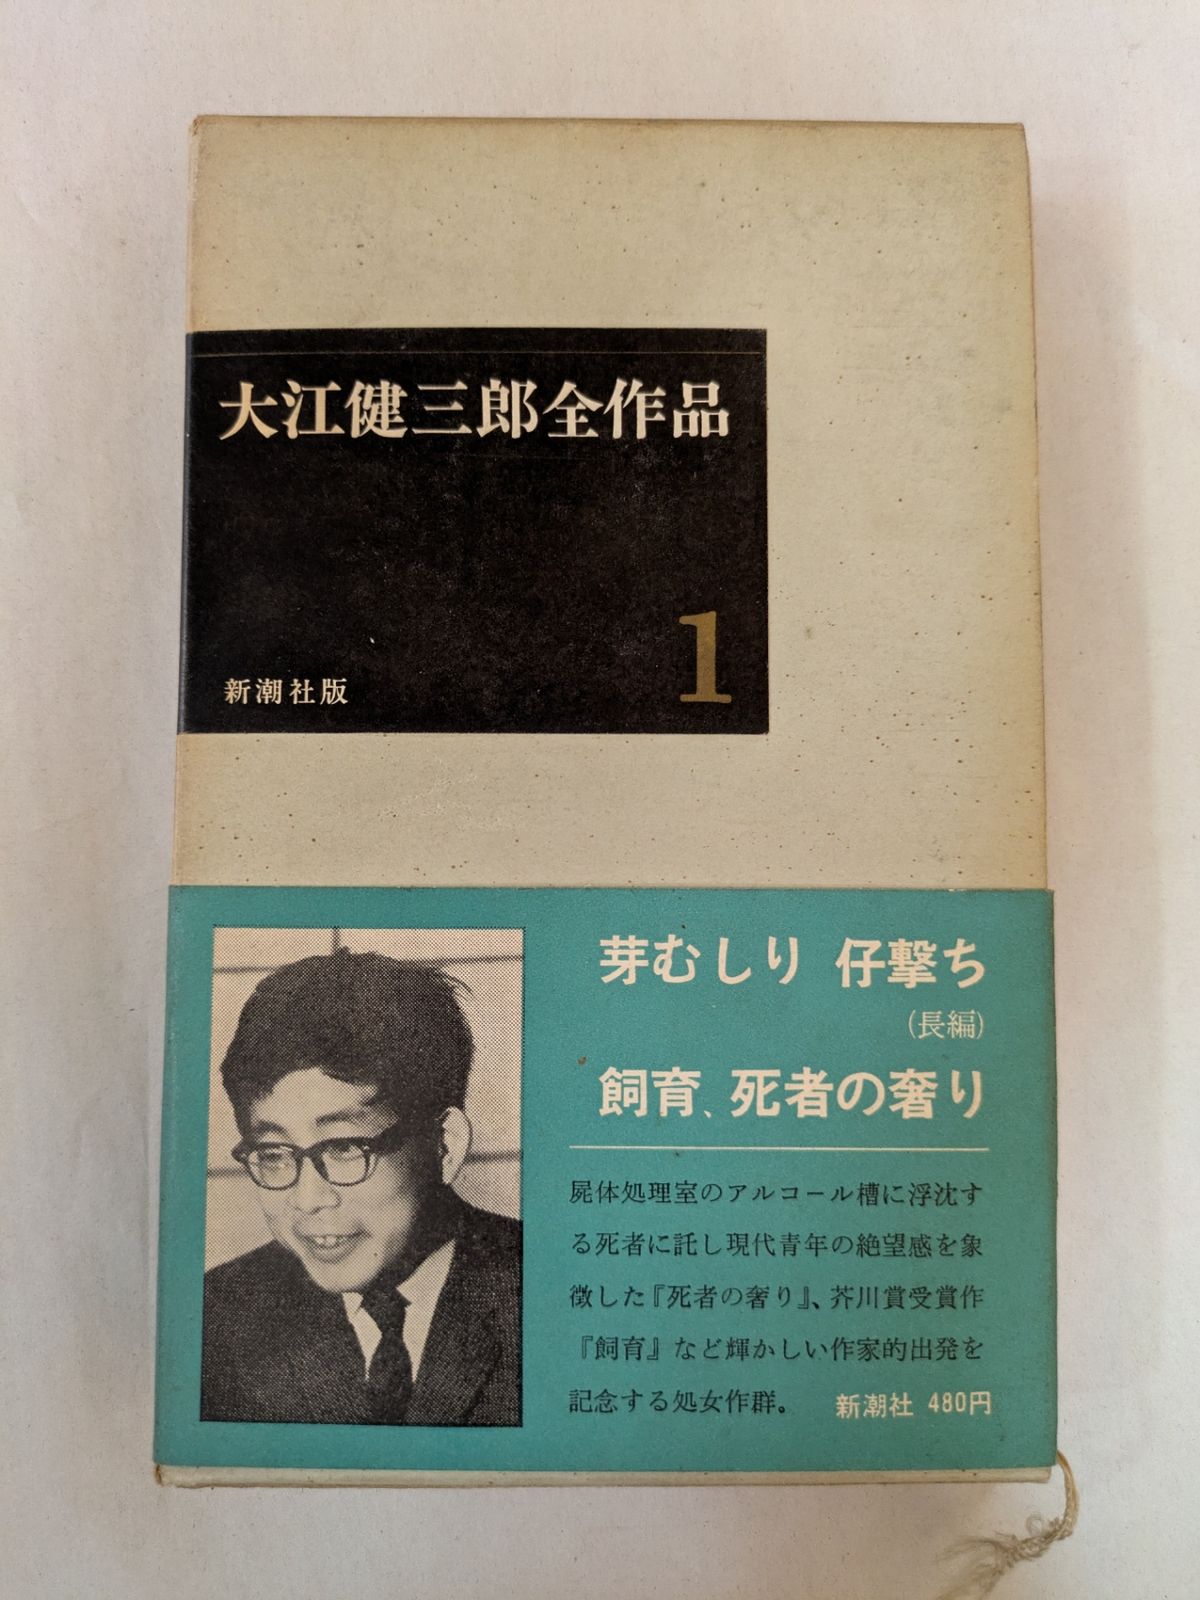 大江健三郎全作品
1
新潮社版
芽むしり 仔撃ち
(長編)
飼育、死者の奢り
屍体処理室のアルコール槽に浮沈す
る死者に託し現代青年の絶望感を象
徴した『死者の奢り』、芥川賞受賞作
『飼育』など輝かしい作家的出発を
記念する処女作群。
新潮社 480円